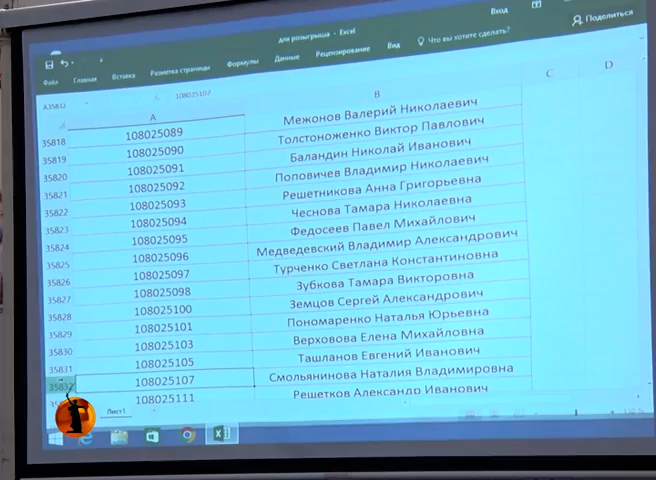 для розыгрыша - Excel
Вход
Файл Главная Вставка Разметка страницы Формулы Данные Рецензирование Вид Что вы хотите сделать? Поделиться
A35832 108025107
A B C D
35818 108025089 Межонов Валерий Николаевич
35819 108025090 Толстоноженко Виктор Павлович
35820 108025091 Баландин Николай Иванович
35821 108025092 Поповичев Владимир Николаевич
35822 108025093 Решетникова Анна Григорьевна
35823 108025094 Чеснова Тамара Николаевна
35824 108025095 Федосеев Павел Михайлович
35825 108025096 Медведевский Владимир Александрович
35826 108025097 Турченко Светлана Константиновна
35827 108025098 Зубкова Тамара Викторовна
35828 108025100 Земцов Сергей Александрович
35829 108025101 Пономаренко Наталья Юрьевна
35830 108025103 Верховова Елена Михайловна
35831 108025105 Ташланов Евгений Иванович
35832 108025107 Смольянинова Наталия Владимировна
108025111 Решетков Александр Иванович
Лист1